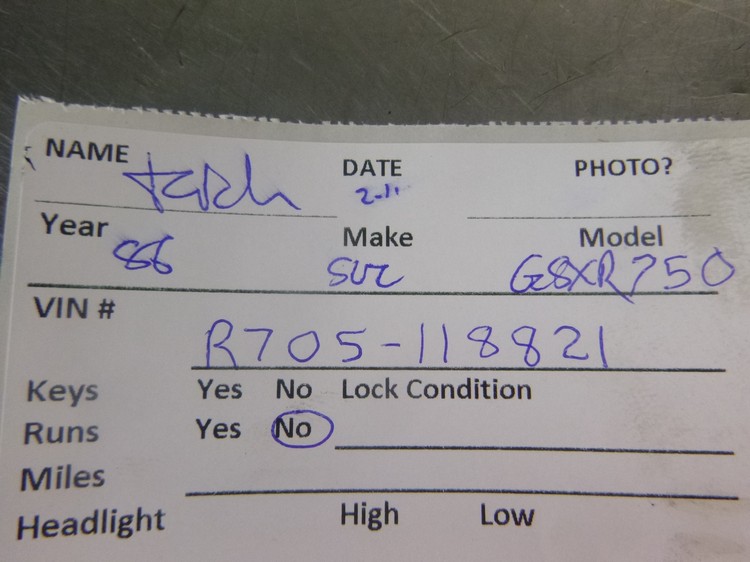 NAME DATE PHOTO?
2-11
Year 86 Make SUZ Model GSXR750
VIN # R705-118821
Keys Yes No Lock Condition
Runs Yes No
Miles
Headlight High Low